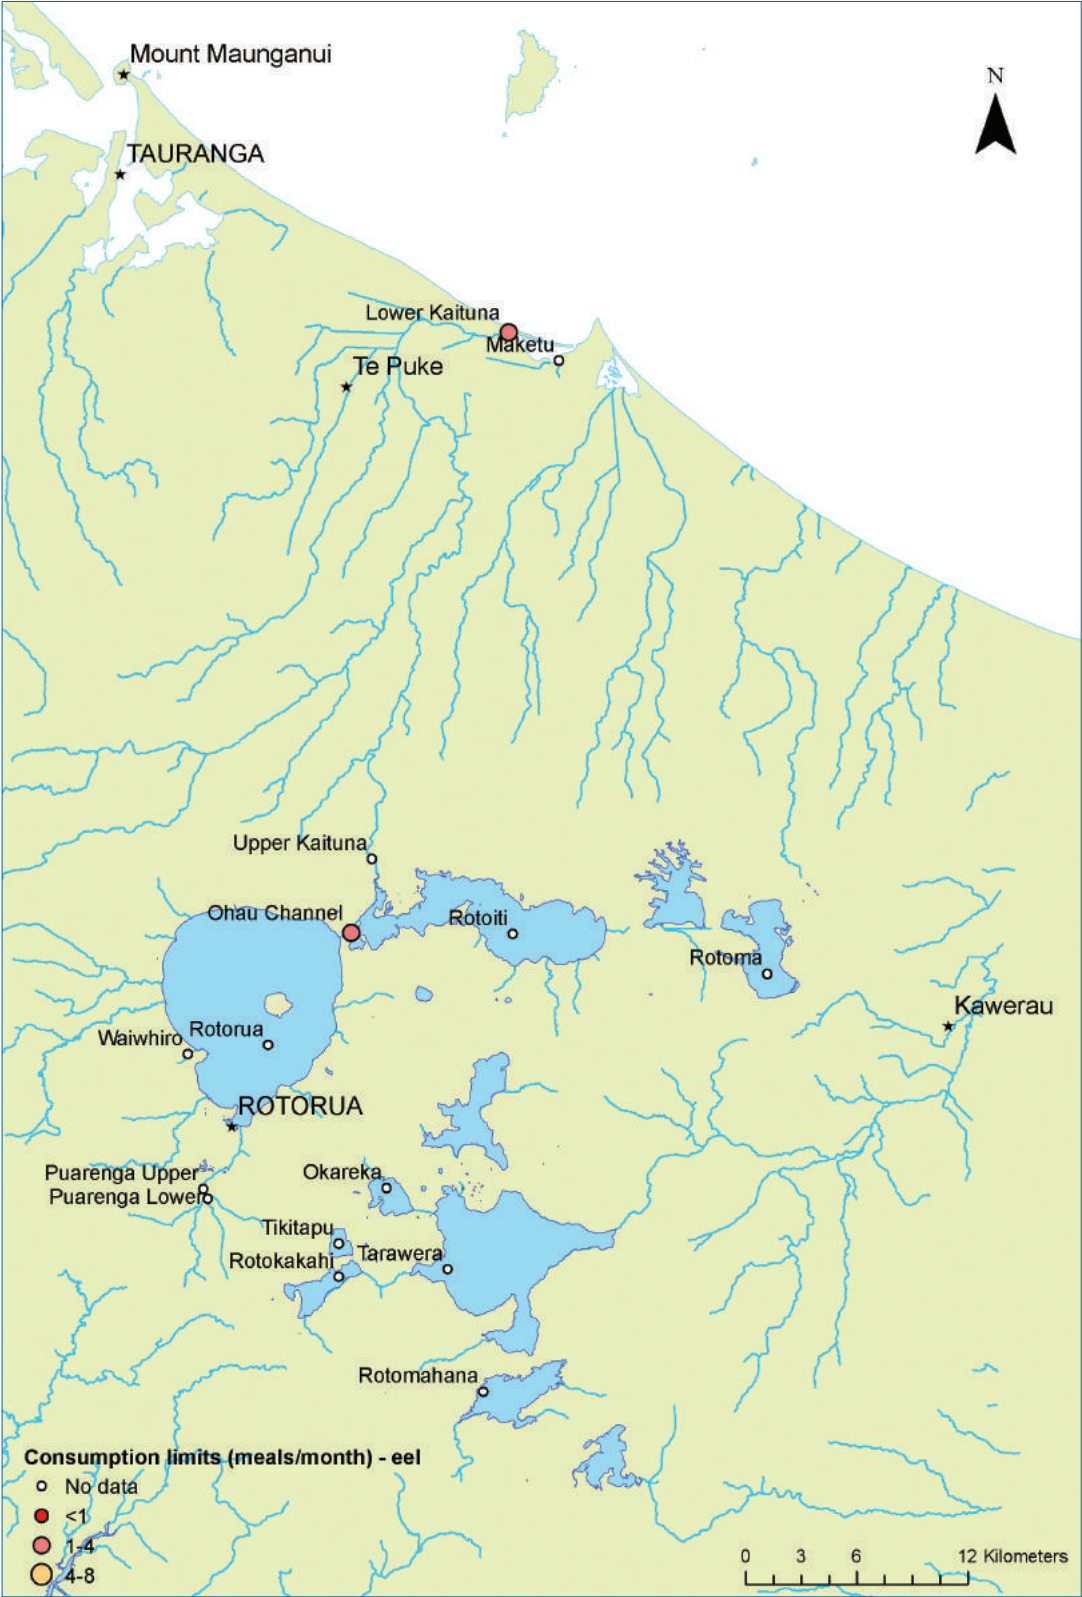 Mount Maunganui
N
TAURANGA
Lower Kaituna
Maketu
Te Puke
Upper Kaituna
Ohau Channel
Rotoiti
Rotoma
Kawerau
Waiwhiro
Rotorua
ROTORUA
Puarenga Upper
Puarenga Lower
Okareka
Tikitapu
Rotokakahi
Tarawera
Rotomahana
Consumption limits (meals/month) - eel
No data
<1
1-4
4-8
0 3 6 12 Kilometers